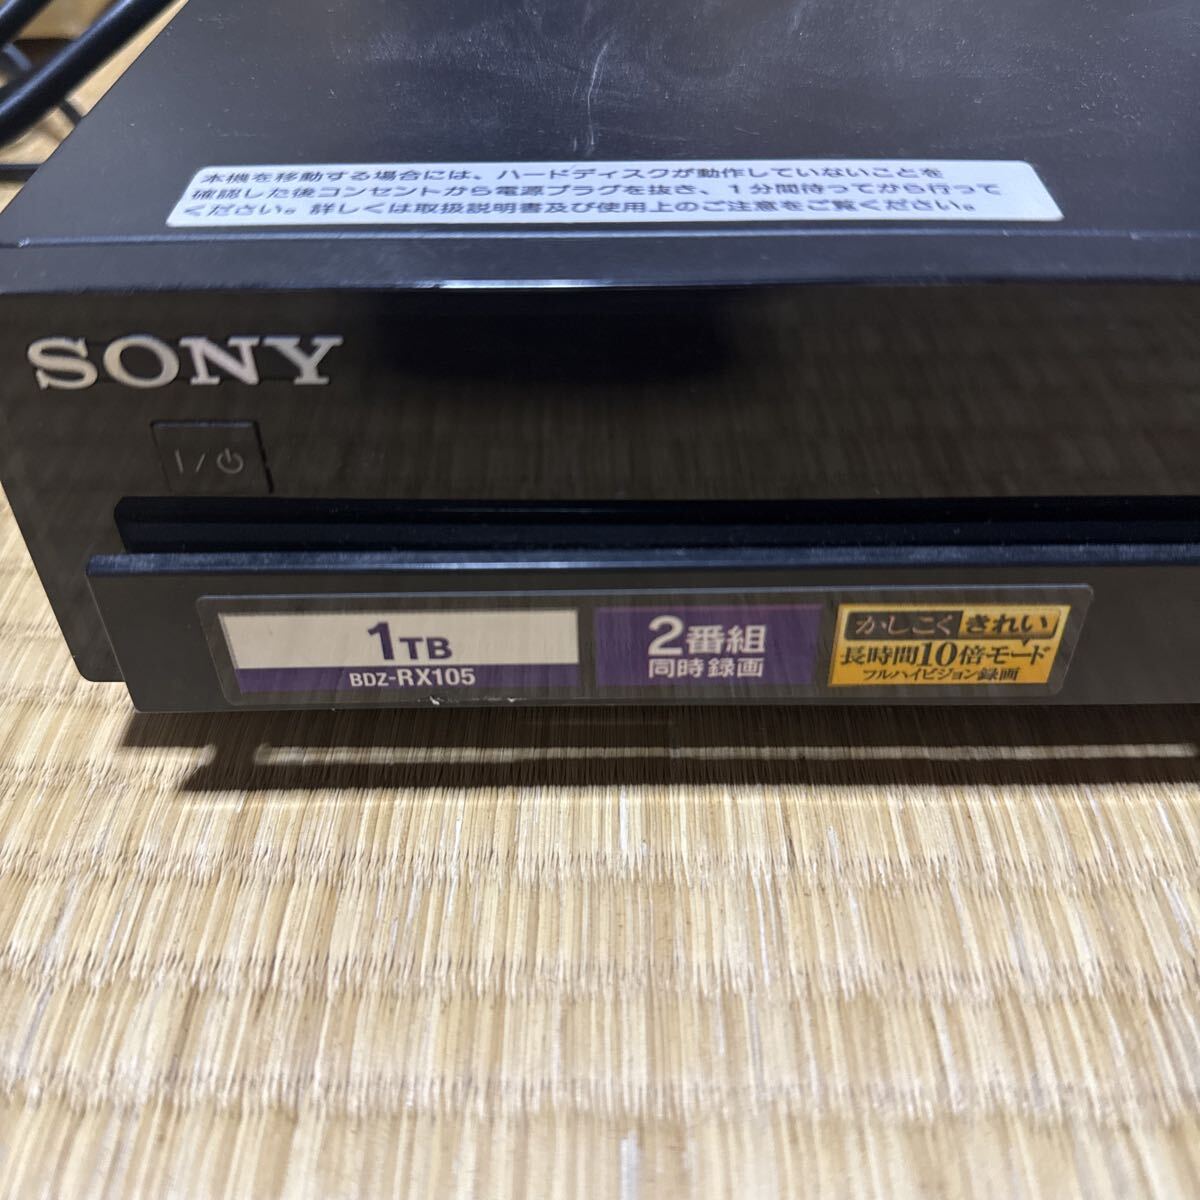 本機を移動する場合には、ハードディスクが動作していないことを
確認した後コンセントから電源プラグを抜き、1分間待ってから行って
ください。詳しくは取扱説明書及び使用上のご注意をご覧ください。
SONY
I/⏻
1TB
BDZ-RX105
2番組
同時録画
かしこく きれい
長時間10倍モード
フルハイビジョン録画